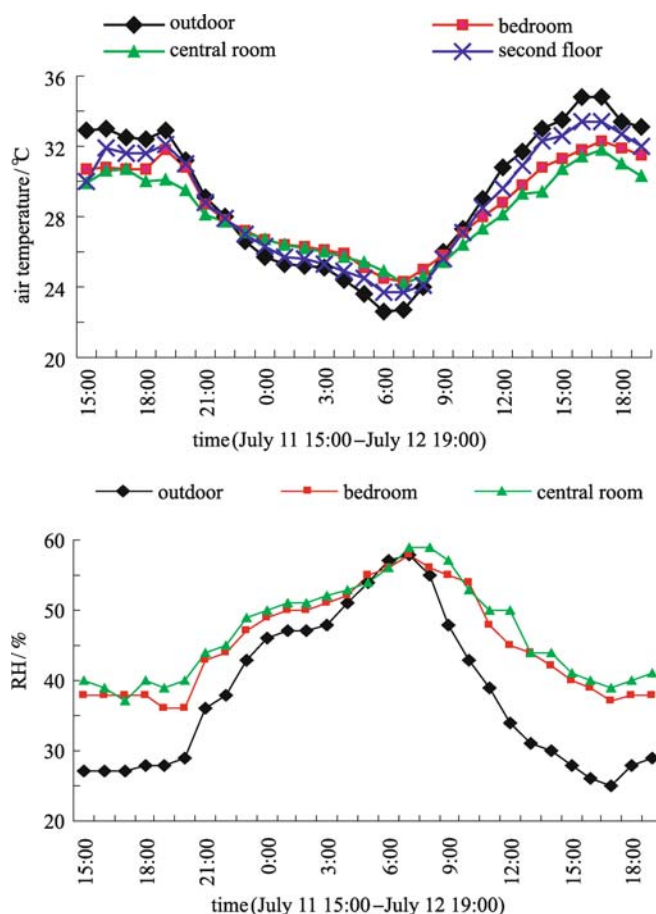 outdoor bedroom
central room second floor
36
32
28
24
20
air temperature/℃
15:00 18:00 21:00 0:00 3:00 6:00 9:00 12:00 15:00 18:00
time(July 11 15:00–July 12 19:00)
outdoor bedroom central room
60
50
40
30
20
RH/%
15:00 18:00 21:00 0:00 3:00 6:00 9:00 12:00 15:00 18:00
time(July 11 15:00–July 12 19:00)